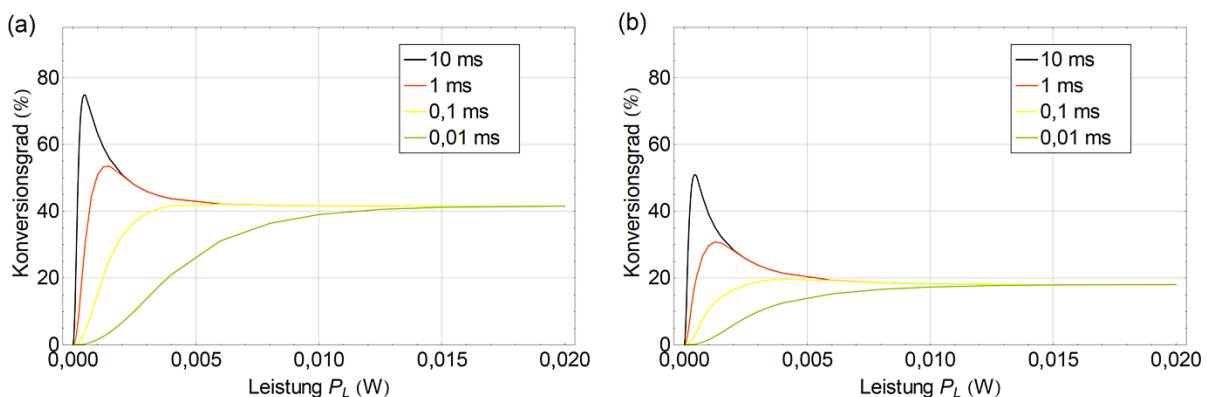 (a)
Konversionsgrad (%)
80
60
40
20
0
0,000
0,005
0,010
0,015
0,020
Leistung P_L (W)
10 ms
1 ms
0,1 ms
0,01 ms
(b)
Konversionsgrad (%)
80
60
40
20
0
0,000
0,005
0,010
0,015
0,020
Leistung P_L (W)
10 ms
1 ms
0,1 ms
0,01 ms